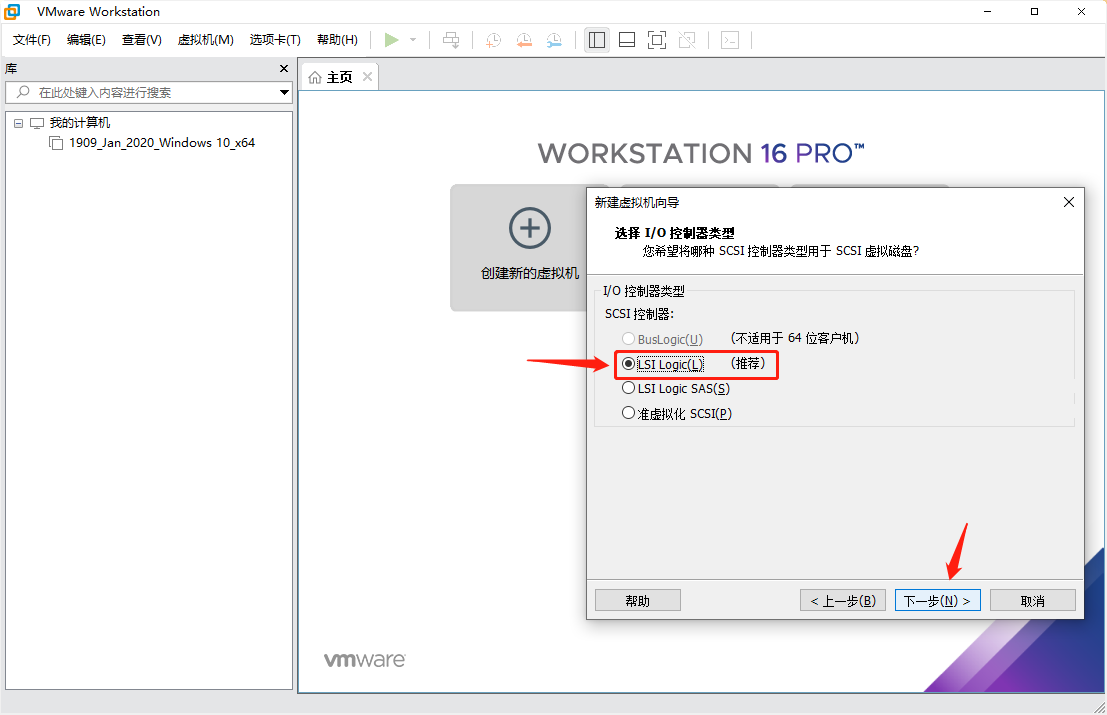 VMware Workstation
文件(F) 编辑(E) 查看(V) 虚拟机(M) 选项卡(T) 帮助(H)
库
在此处键入内容进行搜索
我的计算机
1909_Jan_2020_Windows 10_x64
主页
WORKSTATION 16 PRO™
创建新的虚拟机
新建虚拟机向导
选择 I/O 控制器类型
您希望将哪种 SCSI 控制器类型用于 SCSI 虚拟磁盘?
I/O 控制器类型
SCSI 控制器:
BusLogic(U) (不适用于 64 位客户机)
LSI Logic(L) (推荐)
LSI Logic SAS(S)
准虚拟化 SCSI(P)
帮助 < 上一步(B) 下一步(N) > 取消
vmware